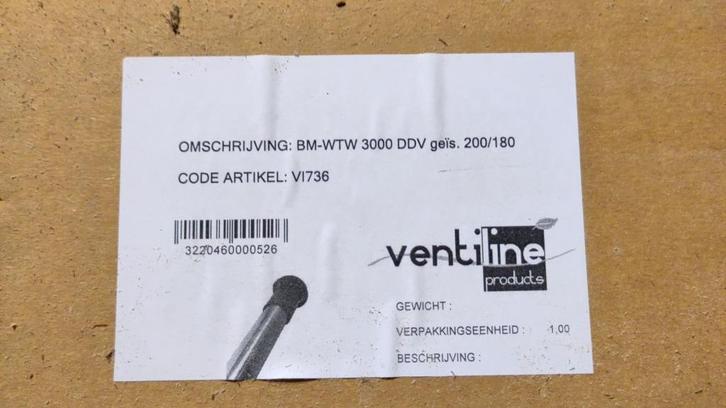 OMSCHRIJVING: BM-WTW 3000 DDV geïs. 200/180
CODE ARTIKEL: VI736
3220460000526
ventiline
products
GEWICHT :
VERPAKKINGSEENHEID : 1,00
BESCHRIJVING :